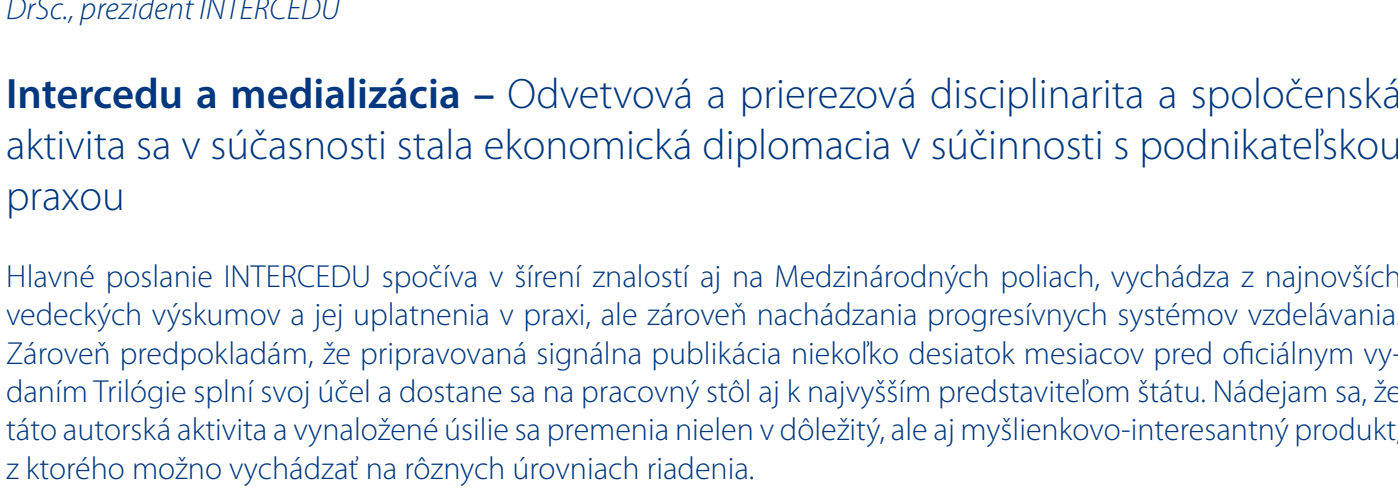 DrSc., prezident INTERCEDU
Intercedu a medializácia – Odvetvová a prierezová disciplinarita a spoločenská
aktivita sa v súčasnosti stala ekonomická diplomacia v súčinnosti s podnikateľskou
praxou
Hlavné poslanie INTERCEDU spočíva v šírení znalostí aj na Medzinárodných poliach, vychádza z najnovších
vedeckých výskumov a jej uplatnenia v praxi, ale zároveň nachádzania progresívnych systémov vzdelávania.
Zároveň predpokladám, že pripravovaná signálna publikácia niekoľko desiatok mesiacov pred oficiálnym vy-
daním Trilógie splní svoj účel a dostane sa na pracovný stôl aj k najvyšším predstaviteľom štátu. Nádejam sa, že
táto autorská aktivita a vynaložené úsilie sa premenia nielen v dôležitý, ale aj myšlienkovo-interesantný produkt,
z ktorého možno vychádzať na rôznych úrovniach riadenia.